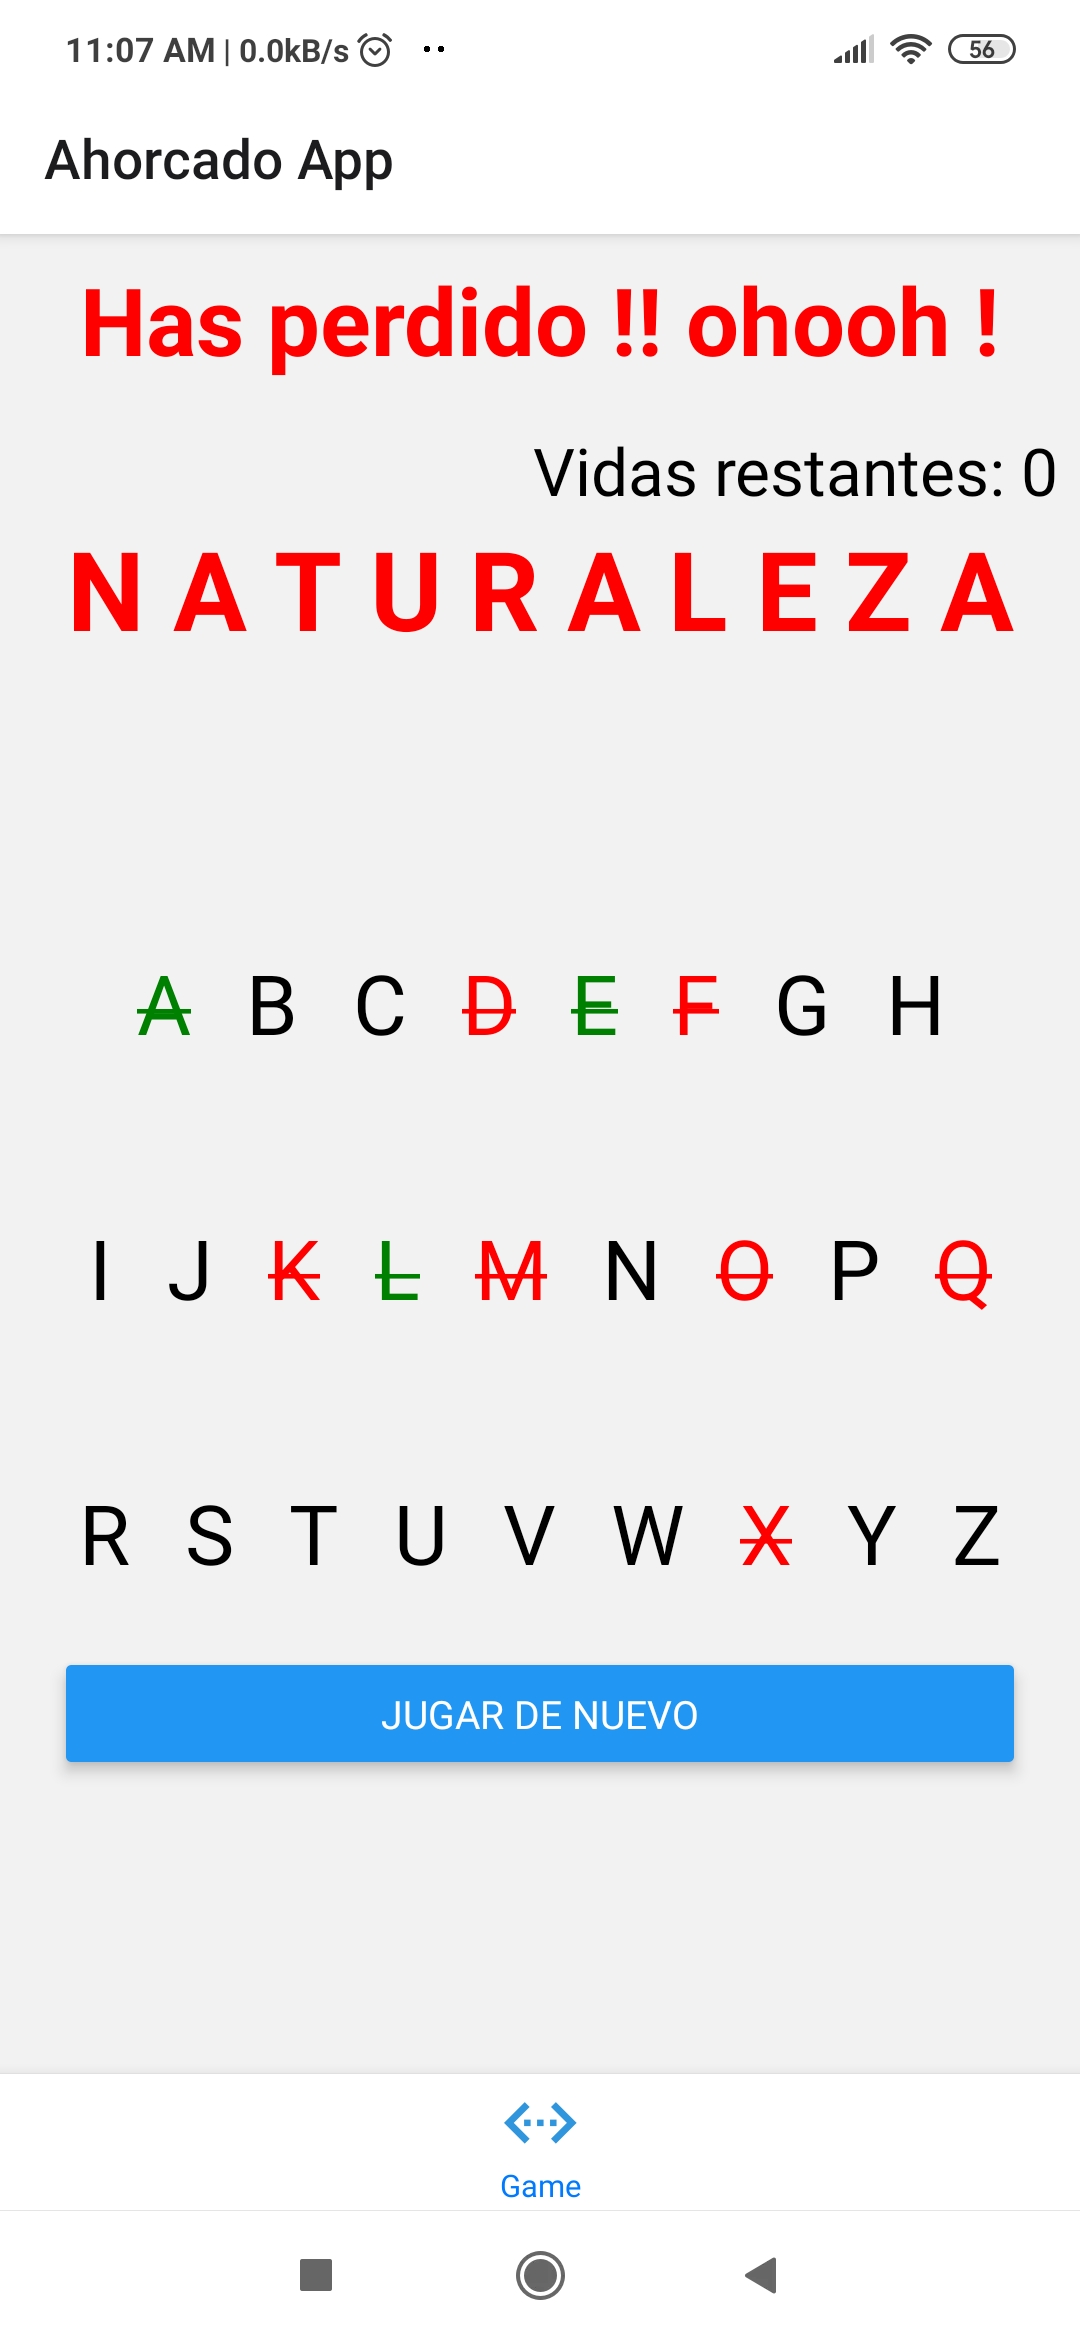 11:07 AM | 0.0kB/s
56
Ahorcado App
Has perdido !! ohooh !
Vidas restantes: 0
N A T U R A L E Z A
A B C D E F G H
I J K L M N O P Q
R S T U V W X Y Z
JUGAR DE NUEVO
Game